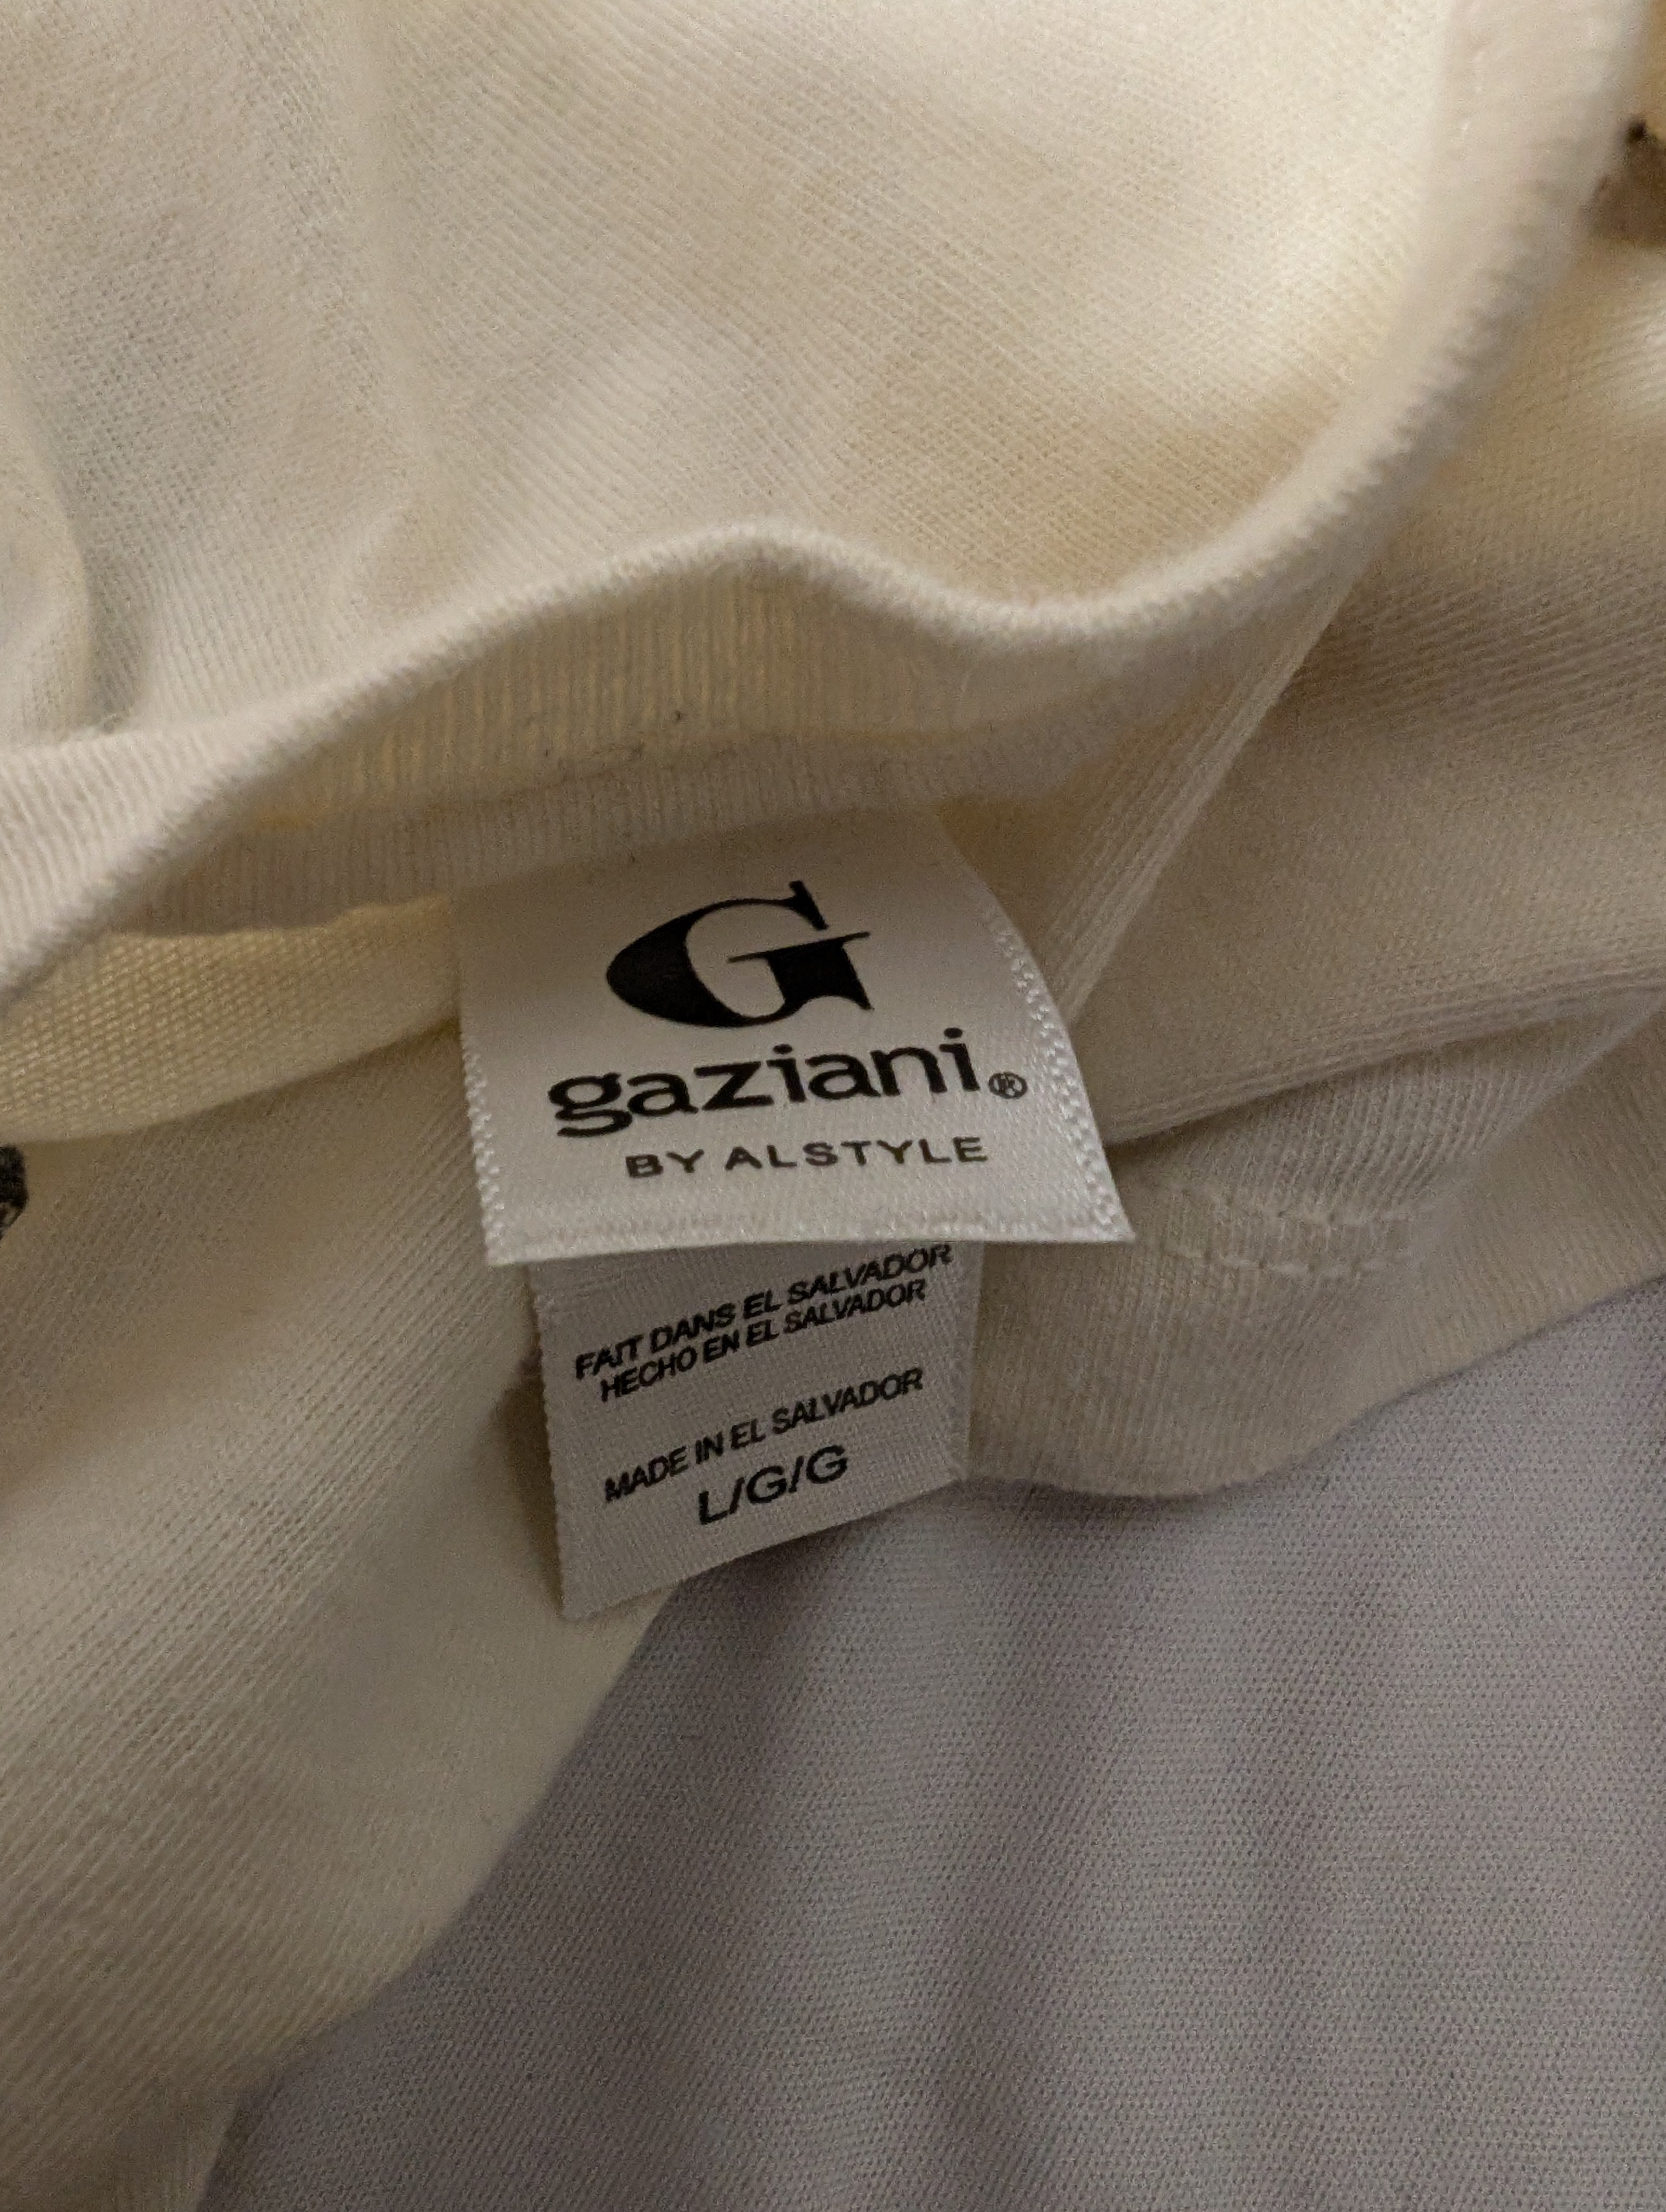 G
gaziani®
BY ALSTYLE
FAIT DANS EL SALVADOR
HECHO EN EL SALVADOR
MADE IN EL SALVADOR
L/G/G